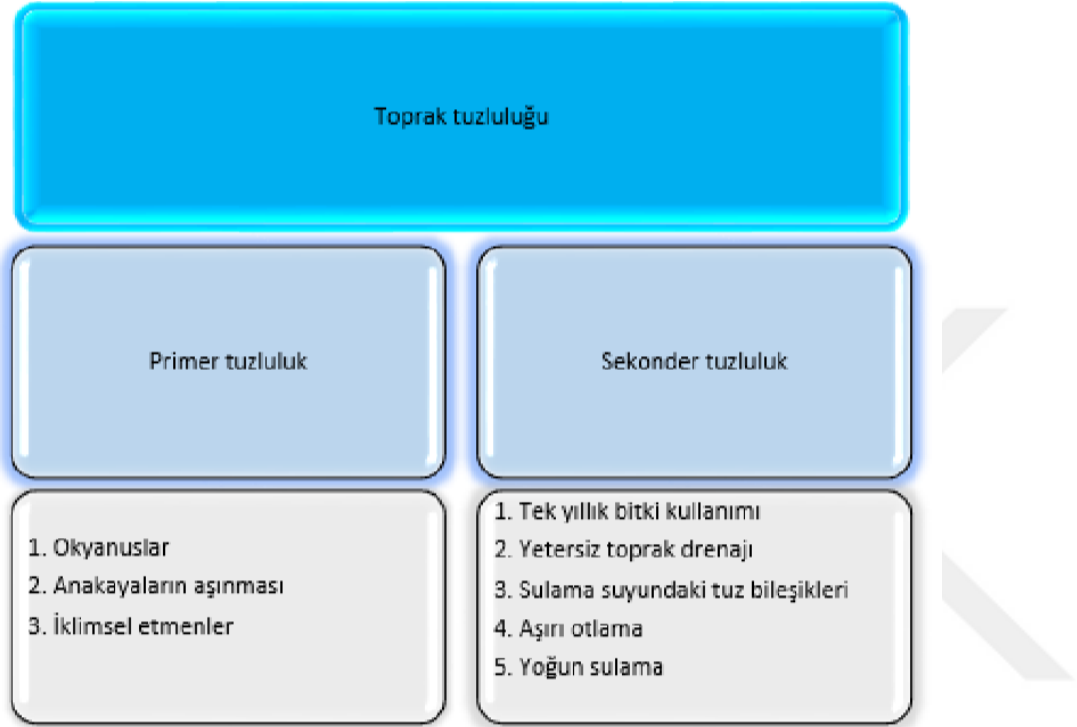 Toprak tuzluluğu
Primer tuzluluk
Sekonder tuzluluk
1. Okyanuslar
2. Anakayaların aşınması
3. İklimsel etmenler
1. Tek yıllık bitki kullanımı
2. Yetersiz toprak drenajı
3. Sulama suyundaki tuz bileşikleri
4. Aşırı otlama
5. Yoğun sulama